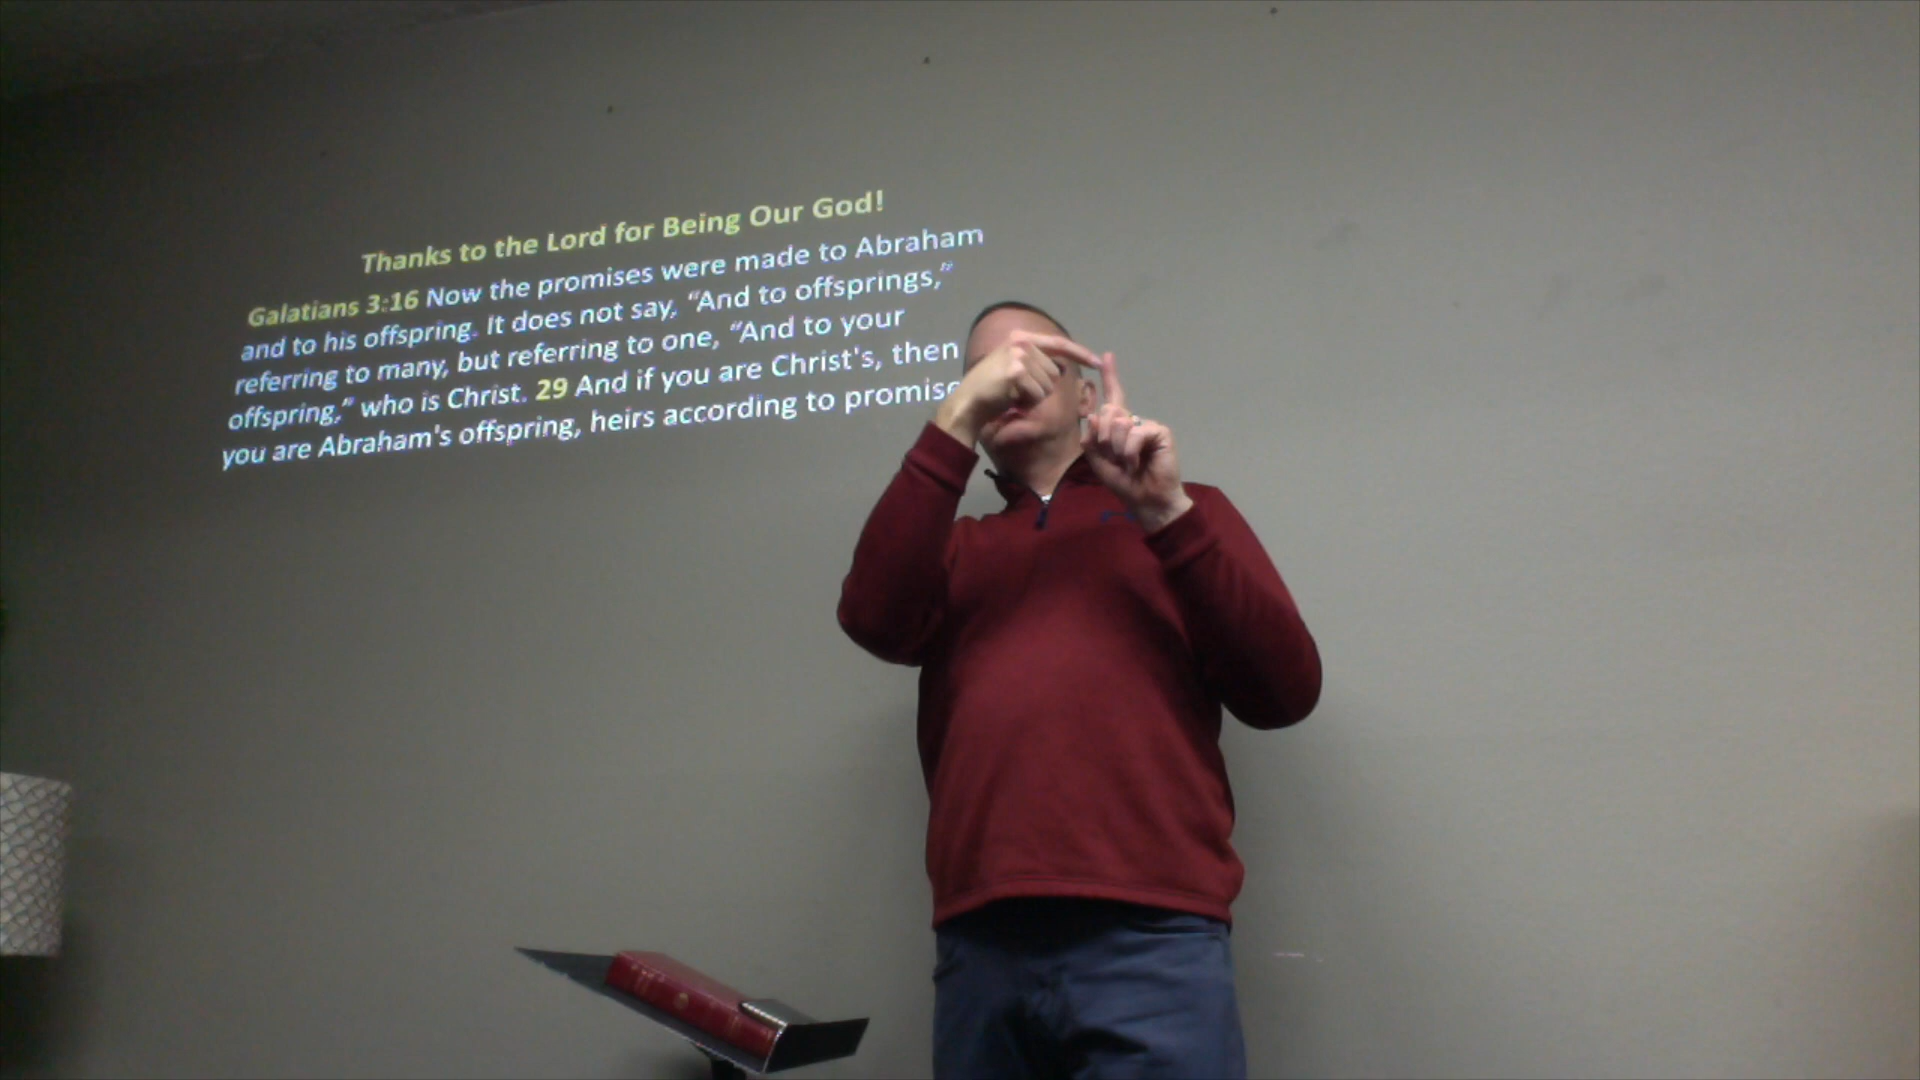 Thanks to the Lord for Being Our God!
Galatians 3:16 Now the promises were made to Abraham
and to his offspring. It does not say, “And to offsprings,”
referring to many, but referring to one, “And to your
offspring,” who is Christ. 29 And if you are Christ's, then
you are Abraham's offspring, heirs according to promise